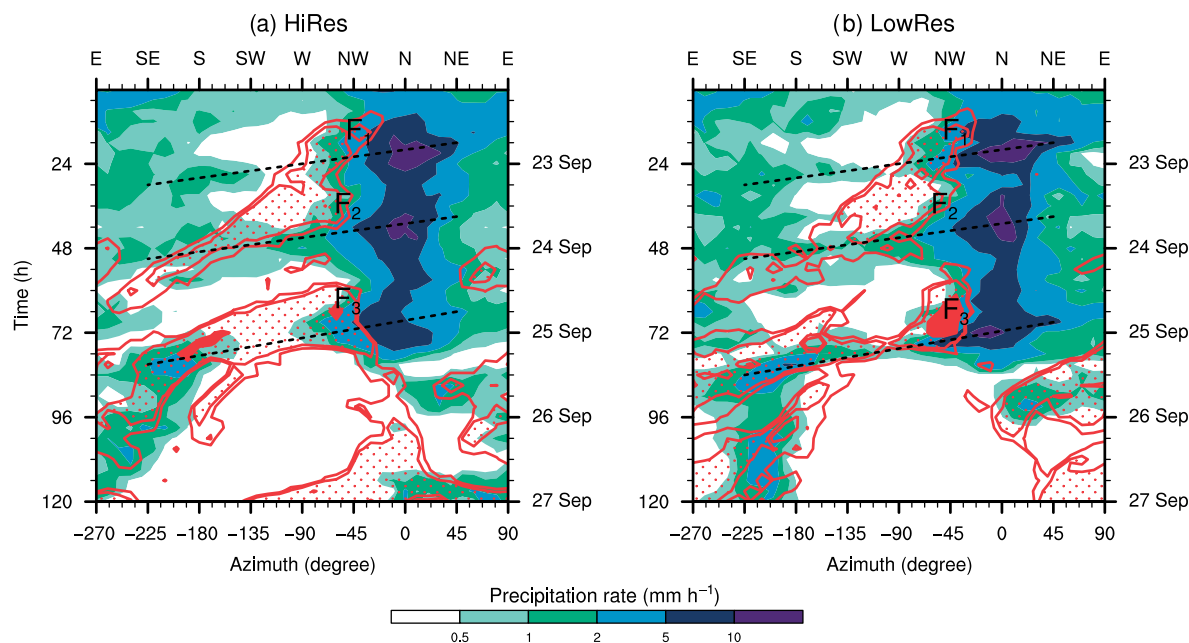 (a) HiRes
E SE S SW W NW N NE E
Time (h)
24 48 72 96 120
23 Sep
24 Sep
25 Sep
26 Sep
27 Sep
F1
F2
F3
−270 −225 −180 −135 −90 −45 0 45 90
Azimuth (degree)
(b) LowRes
E SE S SW W NW N NE E
24 48 72 96 120
23 Sep
24 Sep
25 Sep
26 Sep
27 Sep
F1
F2
F3
−270 −225 −180 −135 −90 −45 0 45 90
Azimuth (degree)
Precipitation rate (mm h−1)
0.5 1 2 5 10